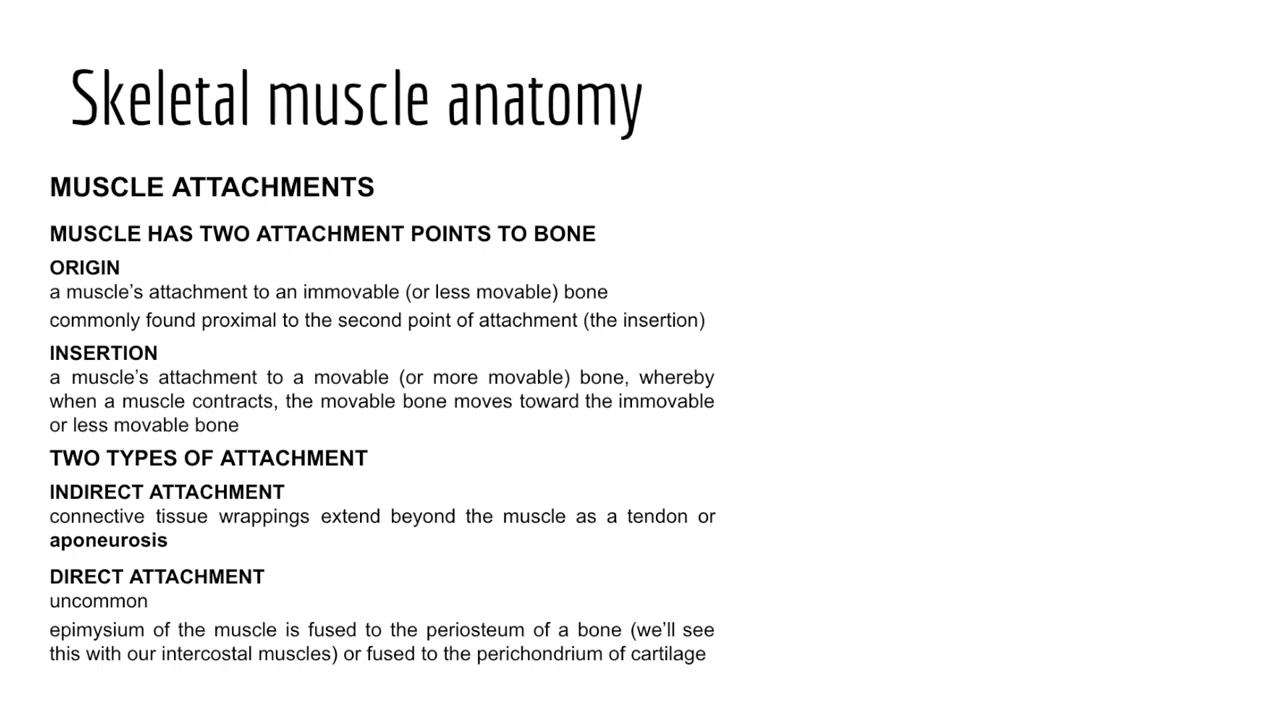 Skeletal muscle anatomy
MUSCLE ATTACHMENTS
MUSCLE HAS TWO ATTACHMENT POINTS TO BONE
ORIGIN
a muscle’s attachment to an immovable (or less movable) bone
commonly found proximal to the second point of attachment (the insertion)
INSERTION
a muscle’s attachment to a movable (or more movable) bone, whereby
when a muscle contracts, the movable bone moves toward the immovable
or less movable bone
TWO TYPES OF ATTACHMENT
INDIRECT ATTACHMENT
connective tissue wrappings extend beyond the muscle as a tendon or
aponeurosis
DIRECT ATTACHMENT
uncommon
epimysium of the muscle is fused to the periosteum of a bone (we’ll see
this with our intercostal muscles) or fused to the perichondrium of cartilage